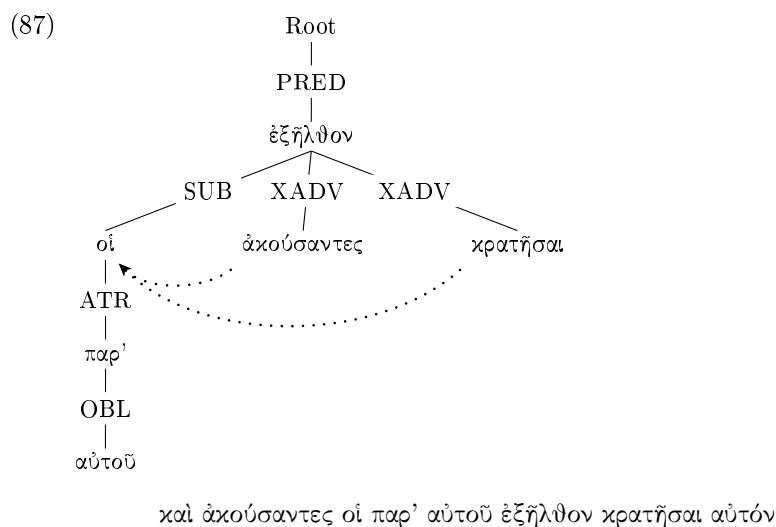 (87)
Root
PRED
ἐξῆλθον
SUB XADV XADV
οἱ ἀκούσαντες κρατῆσαι
ATR
παρ’
OBL
αὐτοῦ
καὶ ἀκούσαντες οἱ παρ’ αὐτοῦ ἐξῆλθον κρατῆσαι αὐτόν